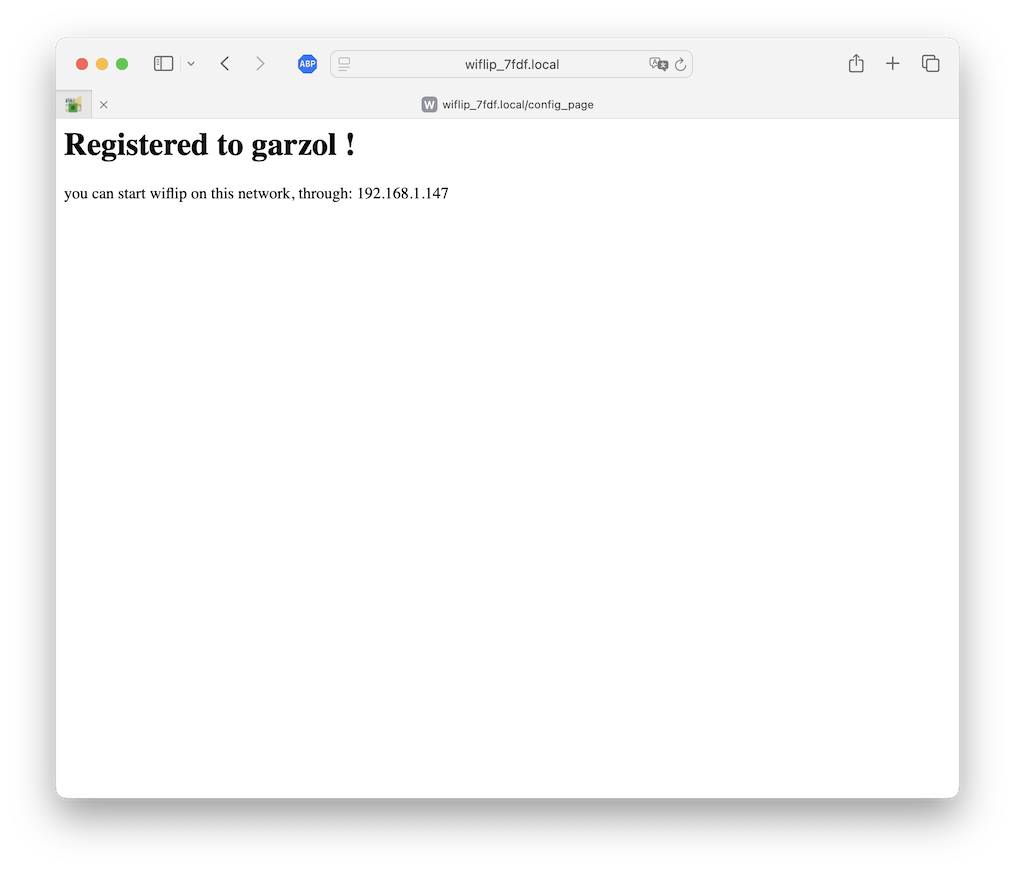 ABP
wiflip_7fdf.local
W wiflip_7fdf.local/config_page
Registered to garzol !
you can start wiflip on this network, through: 192.168.1.147